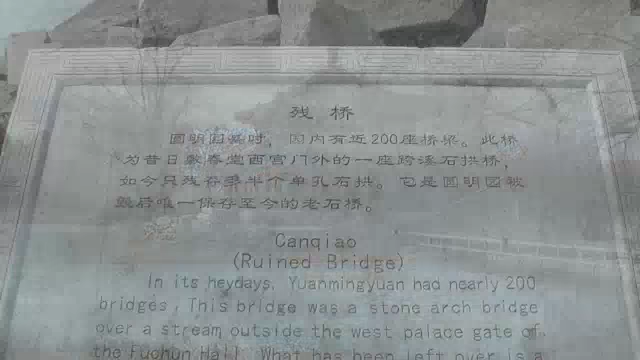 残 桥
圆明园盛时，园内有近200座桥梁。此桥
为昔日敷春堂西宫门外的一座跨溪石拱桥，
如今只残存多半个单孔石拱。它是圆明园被
毁后唯一保存至今的老石桥。
Canqiao
(Ruined Bridge)
In its heydays, Yuanmingyuan had nearly 200
bridges, This bridge was a stone arch bridge
over a stream outside the west palace gate of
the Fuchun Hall. What has been left over is a